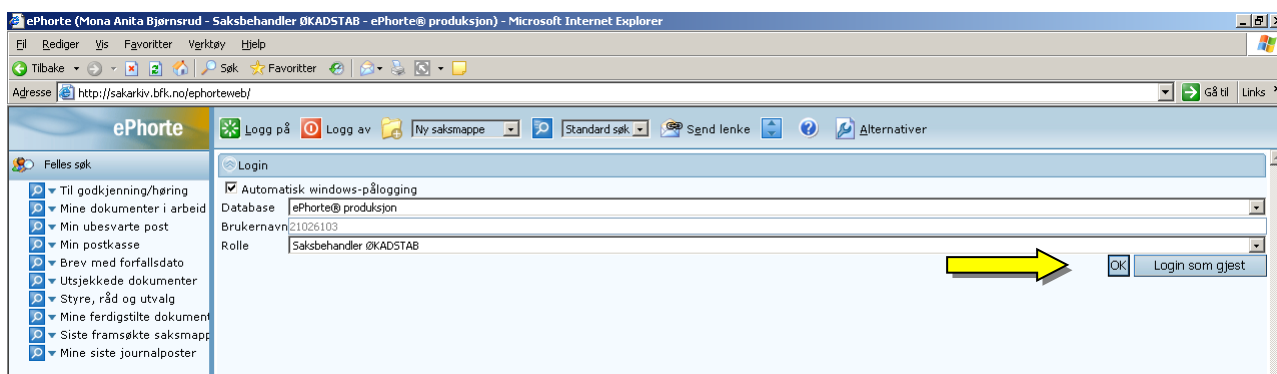 ePhorte (Mona Anita Bjørnsrud - Saksbehandler ØKADSTAB - ePhorte® produksjon) - Microsoft Internet Explorer
Fil Rediger Vis Favoritter Verktøy Hjelp
Tilbake Søk Favoritter
Adresse http://sakarkiv.bfk.no/ephorteweb/ Gå til Links
ePhorte Logg på Logg av Ny saksmappe Standard søk Send lenke Alternativer
Felles søk
Til godkjenning/høring
Mine dokumenter i arbeid
Min ubesvarte post
Min postkasse
Brev med forfallsdato
Utsjekkede dokumenter
Styre, råd og utvalg
Mine ferdigstilte dokument
Siste framsøkte saksmapp
Mine siste journalposter
Login
Automatisk windows-pålogging
Database ePhorte® produksjon
Brukernavn 21026103
Rolle Saksbehandler ØKADSTAB
OK Login som gjest